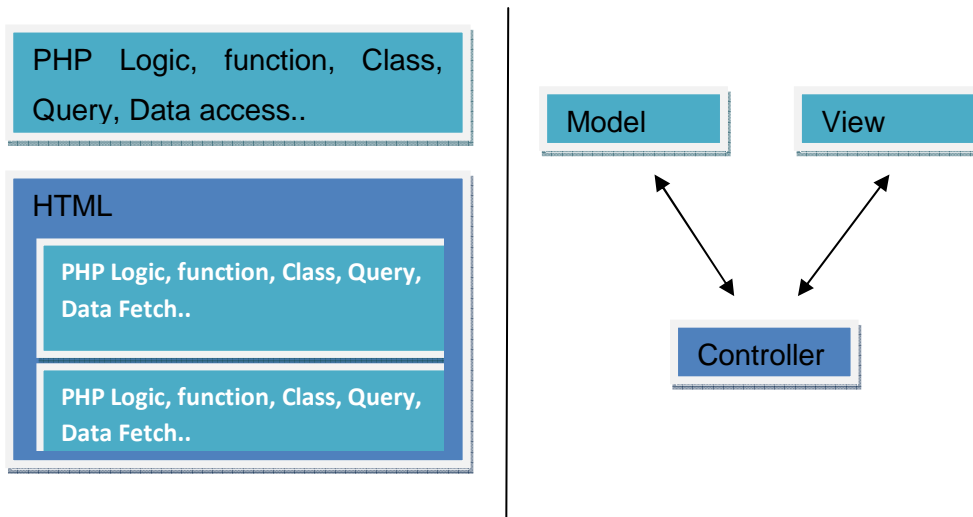 PHP Logic, function, Class,
Query, Data access..
HTML
PHP Logic, function, Class, Query,
Data Fetch..
PHP Logic, function, Class, Query,
Data Fetch..
Model
View
Controller